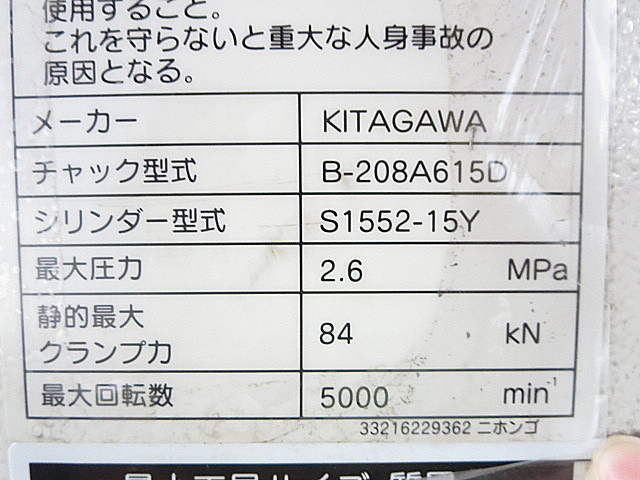 使用すること。
これを守らないと重大な人身事故の
原因となる。
メーカー KITAGAWA
チャック型式 B-208A615D
シリンダー型式 S1552-15Y
最大圧力 2.6 MPa
静的最大
クランプ力 84 kN
最大回転数 5000 min⁻¹
33216229362 ニホンゴ